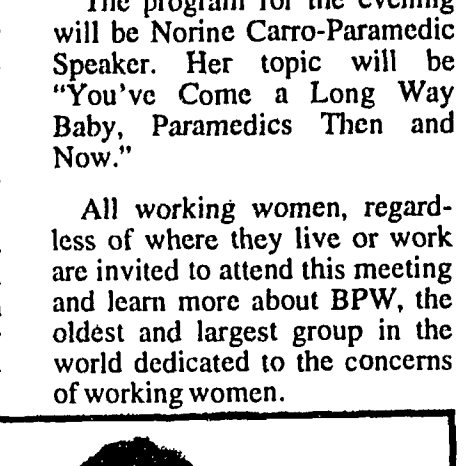 The program for the evening
will be Norine Carro-Paramedic
Speaker. Her topic will be
"You've Come a Long Way
Baby, Paramedics Then and
Now."
All working women, regard-
less of where they live or work
are invited to attend this meeting
and learn more about BPW, the
oldest and largest group in the
world dedicated to the concerns
of working women.